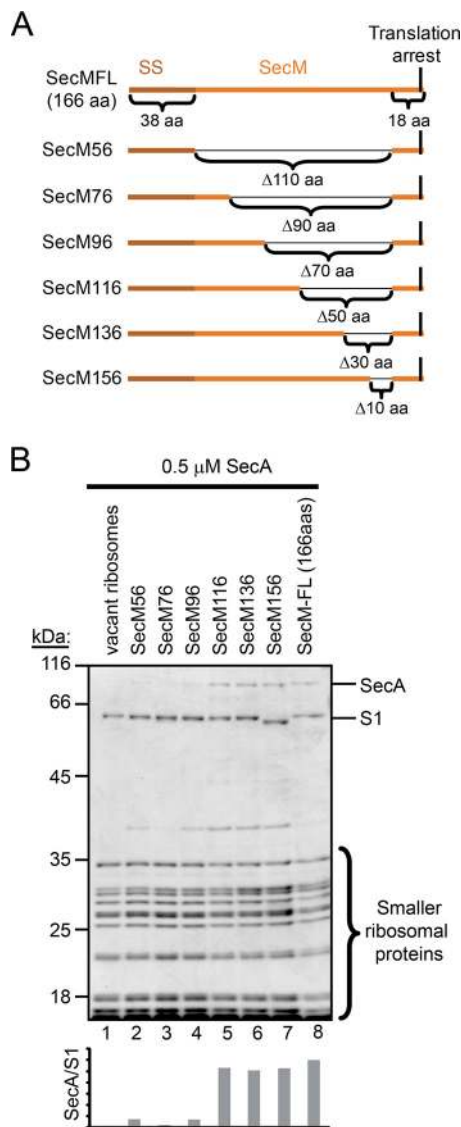 A
Translation
arrest
SS SecM
SecMFL
(166 aa)
38 aa 18 aa
SecM56
Δ110 aa
SecM76
Δ90 aa
SecM96
Δ70 aa
SecM116
Δ50 aa
SecM136
Δ30 aa
SecM156
Δ10 aa
B
0.5 μM SecA
vacant ribosomes
SecM56
SecM76
SecM96
SecM116
SecM136
SecM156
SecM-FL (166aas)
kDa:
116
SecA
66
S1
45
35
25
Smaller
ribosomal
proteins
18
1 2 3 4 5 6 7 8
SecA/S1